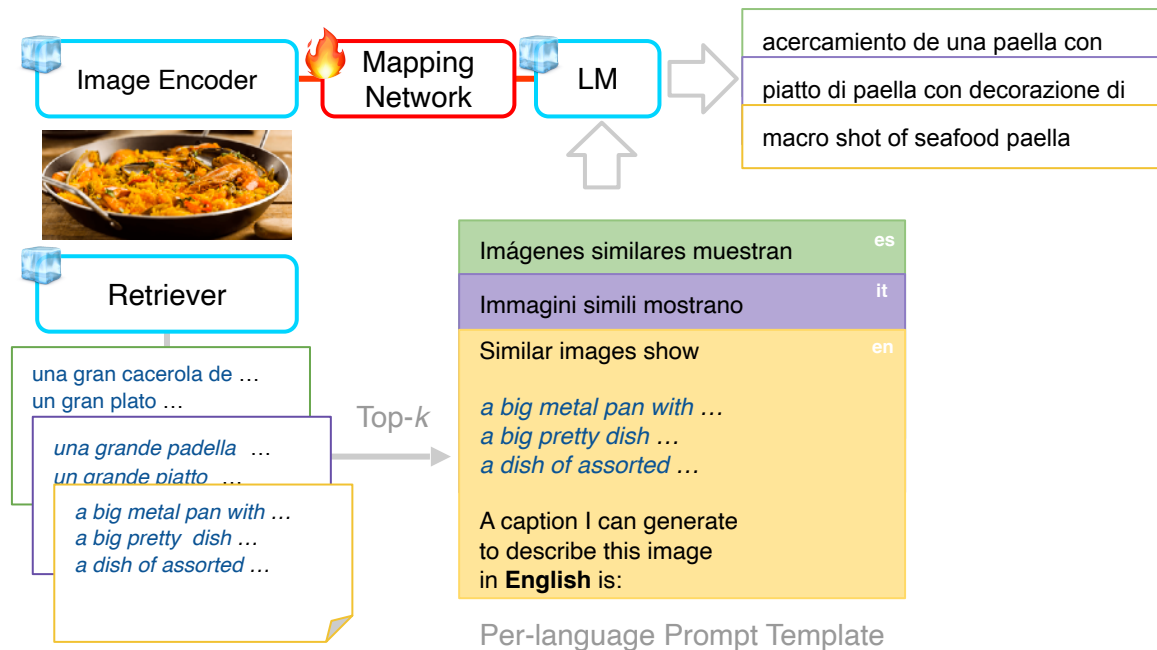 Image Encoder
Mapping
Network
LM
acercamiento de una paella con
piatto di paella con decorazione di
macro shot of seafood paella
Retriever
una gran cacerola de …
un gran plato …
una grande padella …
un grande piatto …
a big metal pan with …
a big pretty dish …
a dish of assorted …
Top-k
Imágenes similares muestran es
Immagini simili mostrano it
Similar images show en
a big metal pan with …
a big pretty dish …
a dish of assorted …
A caption I can generate
to describe this image
in English is:
Per-language Prompt Template